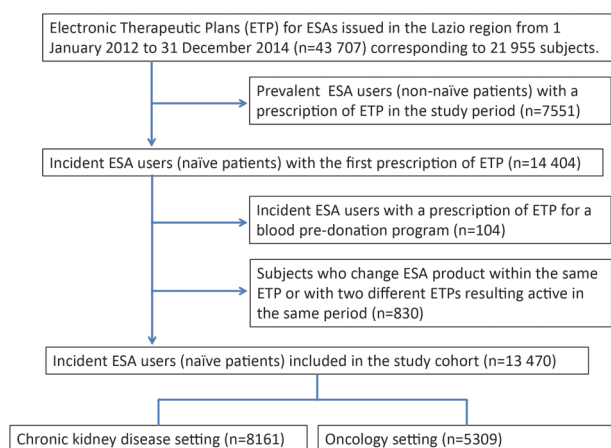 Electronic Therapeutic Plans (ETP) for ESAs issued in the Lazio region from 1
January 2012 to 31 December 2014 (n=43 707) corresponding to 21 955 subjects.
Prevalent ESA users (non-naïve patients) with a
prescription of ETP in the study period (n=7551)
Incident ESA users (naïve patients) with the first prescription of ETP (n=14 404)
Incident ESA users with a prescription of ETP for a
blood pre-donation program (n=104)
Subjects who change ESA product within the same
ETP or with two different ETPs resulting active in
the same period (n=830)
Incident ESA users (naïve patients) included in the study cohort (n=13 470)
Chronic kidney disease setting (n=8161)
Oncology setting (n=5309)